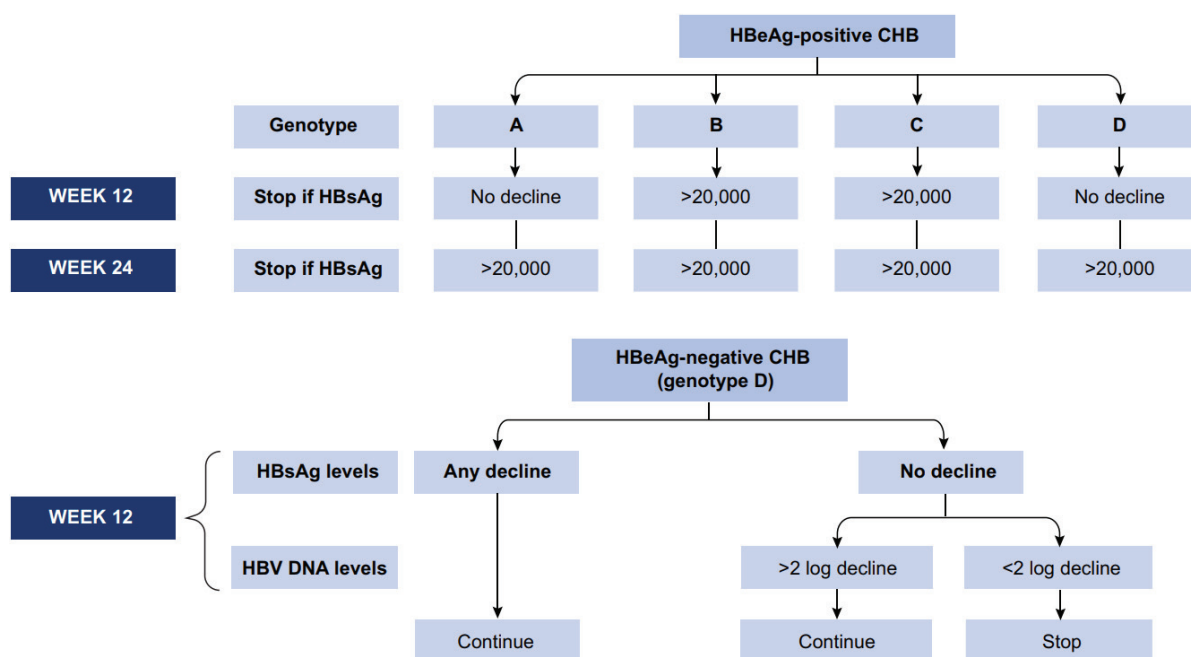 HBeAg-positive CHB
Genotype A B C D
WEEK 12 Stop if HBsAg No decline >20,000 >20,000 No decline
WEEK 24 Stop if HBsAg >20,000 >20,000 >20,000 >20,000
HBeAg-negative CHB
(genotype D)
HBsAg levels Any decline No decline
WEEK 12
HBV DNA levels >2 log decline <2 log decline
Continue Continue Stop